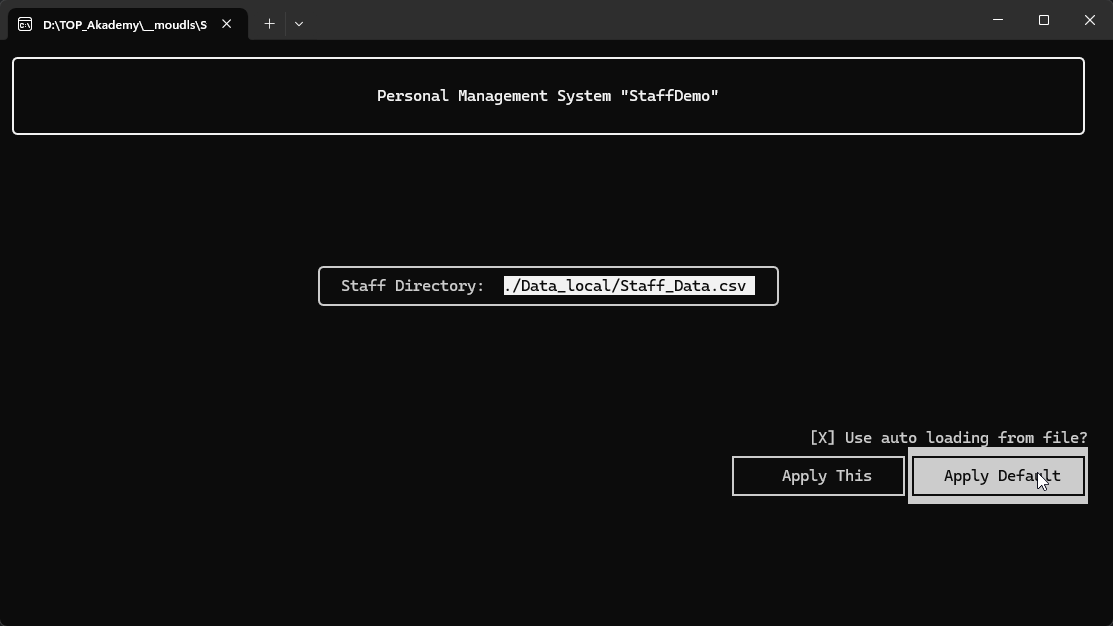 D:\TOP_Akademy\__moudls\S
Personal Management System "StaffDemo"
Staff Directory: ./Data_local/Staff_Data.csv
[X] Use auto loading from file?
Apply This
Apply Default